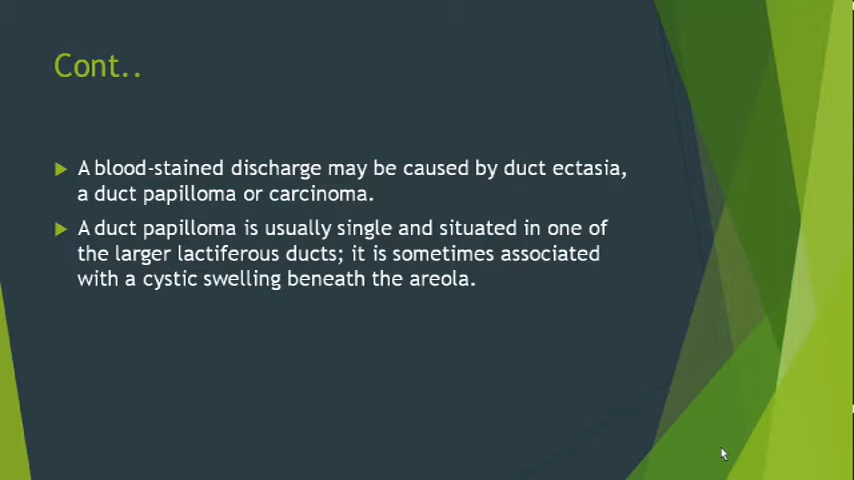 Cont..
A blood-stained discharge may be caused by duct ectasia,
a duct papilloma or carcinoma.
A duct papilloma is usually single and situated in one of
the larger lactiferous ducts; it is sometimes associated
with a cystic swelling beneath the areola.